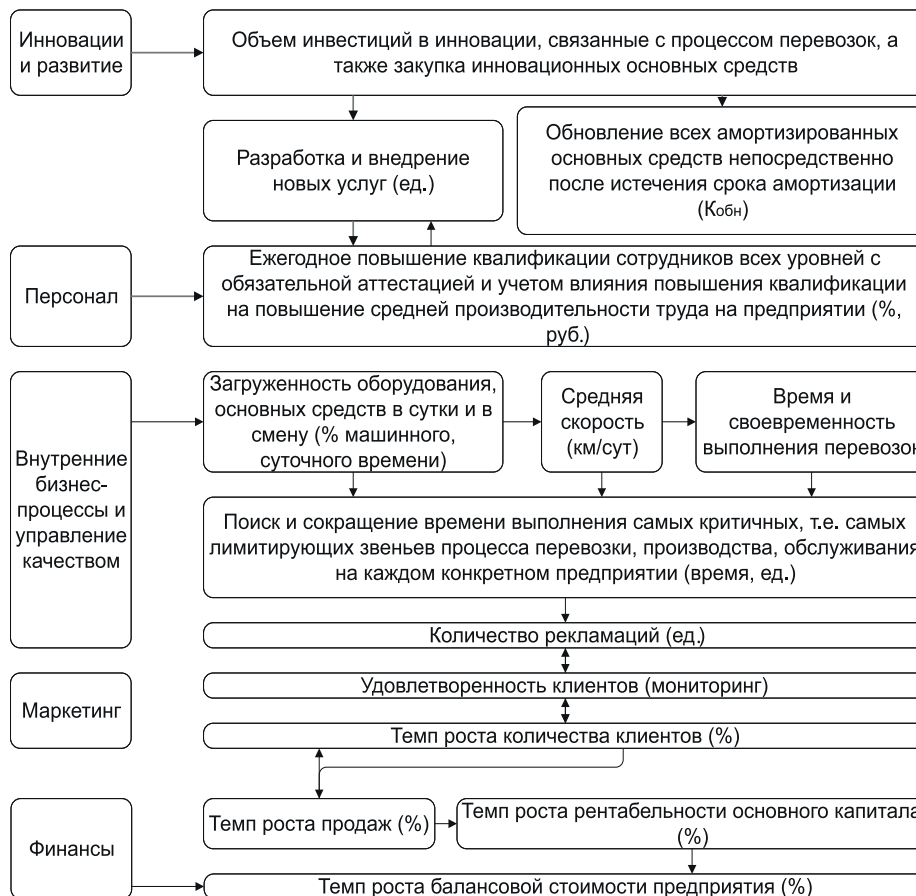 Инновации
и развитие
Объем инвестиций в инновации, связанные с процессом перевозок, а
также закупка инновационных основных средств
Разработка и внедрение
новых услуг (ед.)
Обновление всех амортизированных
основных средств непосредственно
после истечения срока амортизации
(Кобн)
Персонал
Ежегодное повышение квалификации сотрудников всех уровней с
обязательной аттестацией и учетом влияния повышения квалификации
на повышение средней производительности труда на предприятии (%,
руб.)
Внутренние
бизнес-
процессы и
управление
качеством
Загруженность оборудования,
основных средств в сутки и в
смену (% машинного,
суточного времени)
Средняя
скорость
(км/сут)
Время и
своевременность
выполнения перевозок
Поиск и сокращение времени выполнения самых критичных, т.е. самых
лимитирующих звеньев процесса перевозки, производства, обслуживания
на каждом конкретном предприятии (время, ед.)
Количество рекламаций (ед.)
Маркетинг
Удовлетворенность клиентов (мониторинг)
Темп роста количества клиентов (%)
Финансы
Темп роста продаж (%)
Темп роста рентабельности основного капитала
(%)
Темп роста балансовой стоимости предприятия (%)